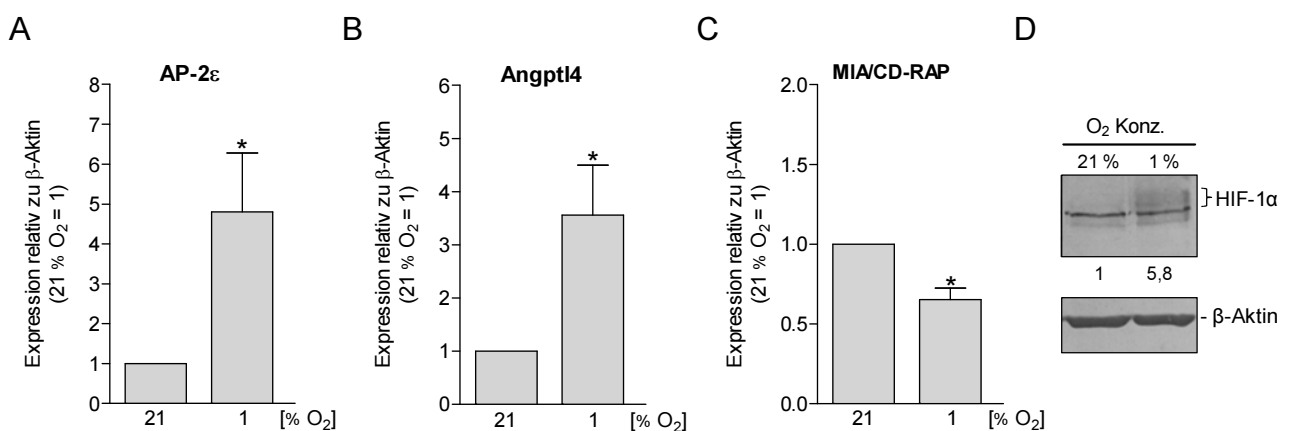 A
AP-2ε
Expression relativ zu β-Aktin
(21 % O₂ = 1)
8
7
6
5
4
3
2
1
0
*
21 1 [% O₂]
B
Angptl4
Expression relativ zu β-Aktin
(21 % O₂ = 1)
6
5
4
3
2
1
0
*
21 1 [% O₂]
C
MIA/CD-RAP
Expression relativ zu β-Aktin
(21 % O₂ = 1)
2.0
1.5
1.0
0.5
0.0
*
21 1 [% O₂]
D
O₂ Konz.
21 % 1 %
HIF-1α
1 5,8
- β-Aktin